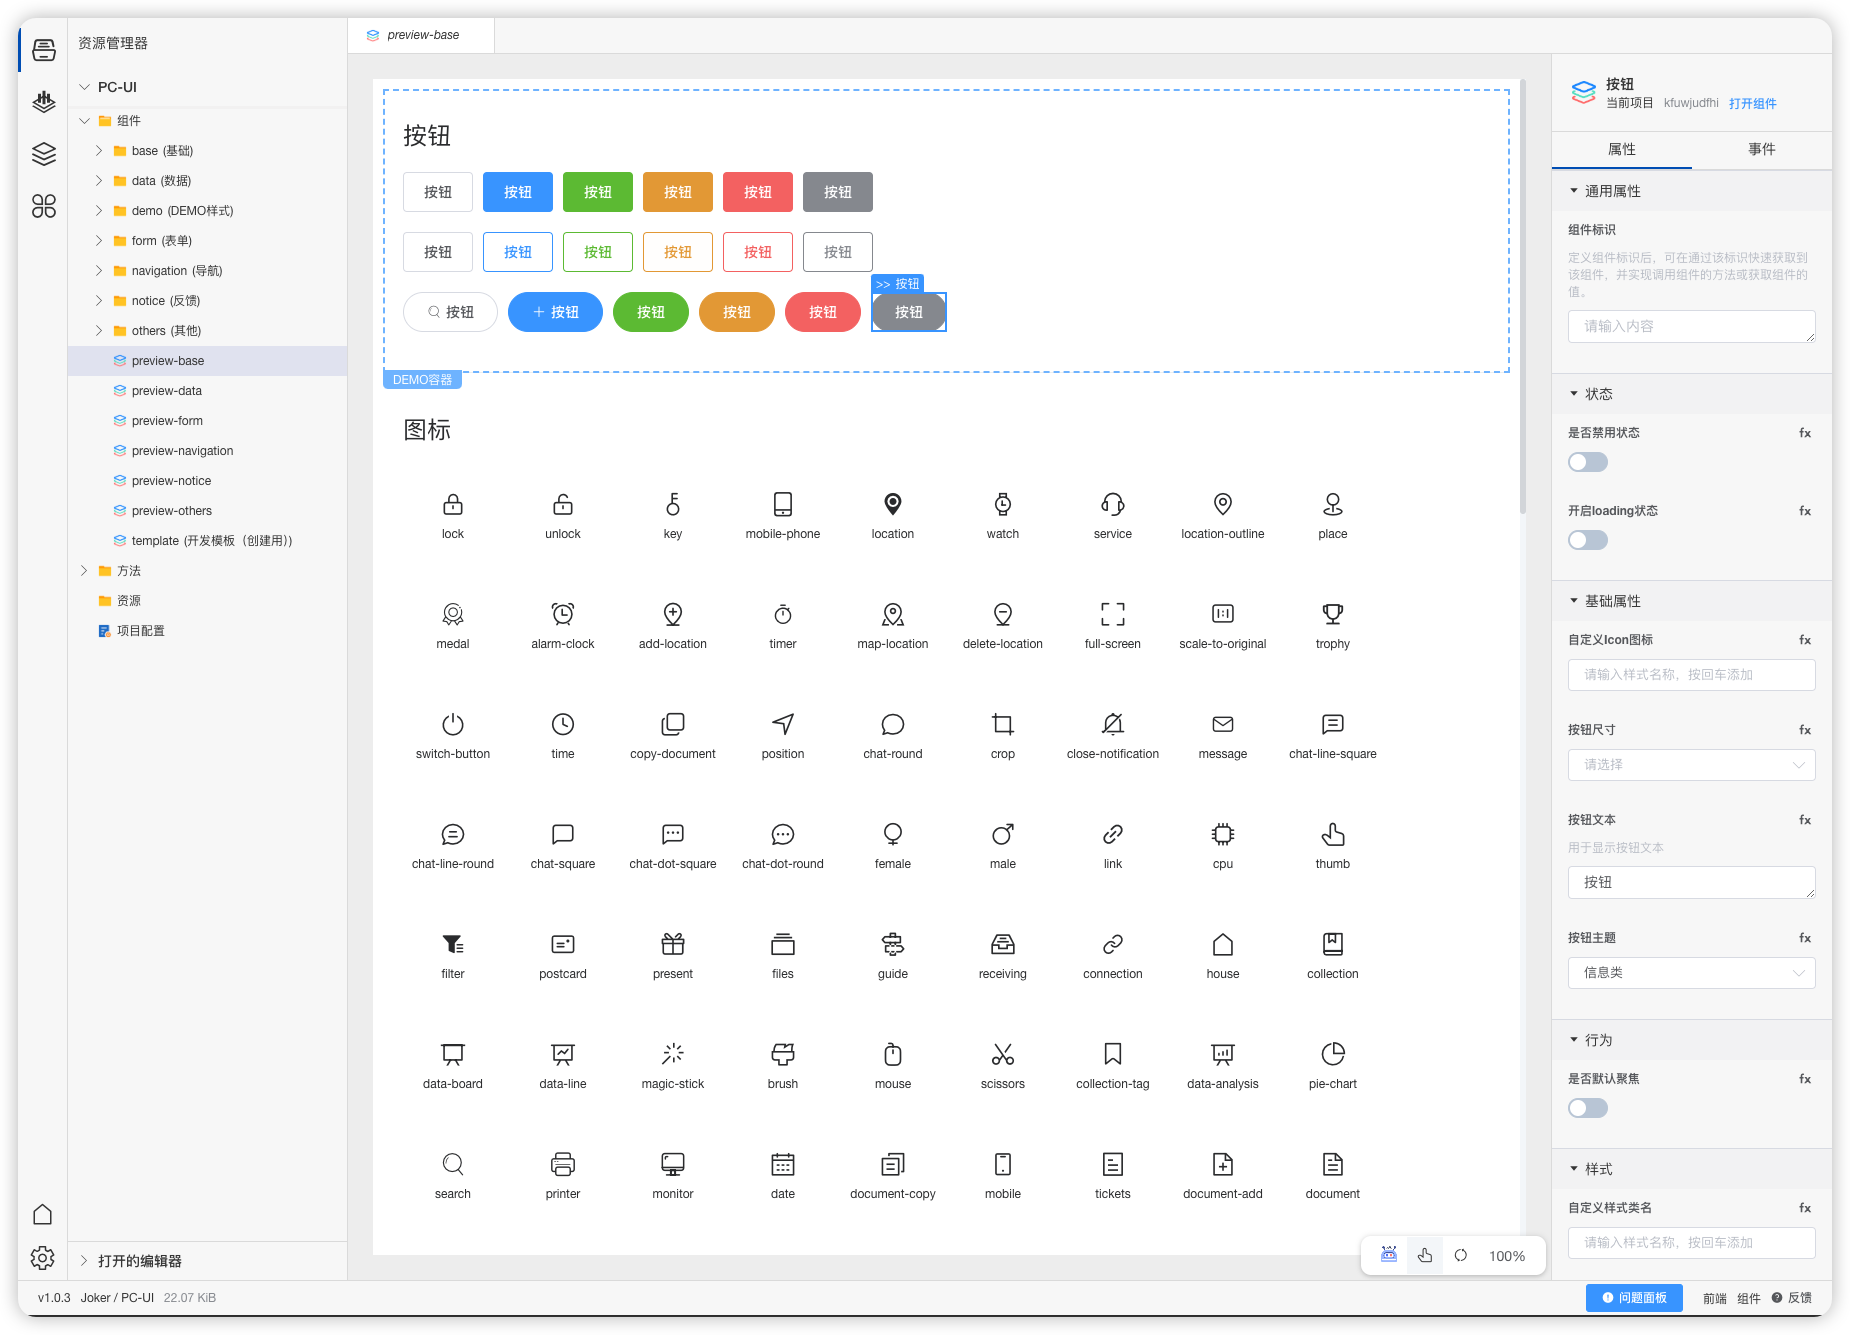 资源管理器
PC-UI
组件
base (基础)
data (数据)
demo (DEMO样式)
form (表单)
navigation (导航)
notice (反馈)
others (其他)
preview-base
preview-data
preview-form
preview-navigation
preview-notice
preview-others
template (开发模板（创建用）)
方法
资源
项目配置
打开的编辑器
preview-base
按钮
按钮 按钮 按钮 按钮 按钮 按钮
按钮 按钮 按钮 按钮 按钮 按钮
>> 按钮
按钮 按钮 按钮 按钮 按钮 按钮
DEMO容器
图标
lock unlock key mobile-phone location watch service location-outline place
medal alarm-clock add-location timer map-location delete-location full-screen scale-to-original trophy
switch-button time copy-document position chat-round crop close-notification message chat-line-square
chat-line-round chat-square chat-dot-square chat-dot-round female male link cpu thumb
filter postcard present files guide receiving connection house collection
data-board data-line magic-stick brush mouse scissors collection-tag data-analysis pie-chart
search printer monitor date document-copy mobile tickets document-add document
100%
按钮
当前项目 kfuwjudfhi 打开组件
属性 事件
通用属性
组件标识
定义组件标识后，可在通过该标识快速获取到
该组件，并实现调用组件的方法或获取组件的
值。
请输入内容
状态
是否禁用状态 fx
开启loading状态 fx
基础属性
自定义Icon图标 fx
请输入样式名称，按回车添加
按钮尺寸 fx
请选择
按钮文本 fx
用于显示按钮文本
按钮
按钮主题 fx
信息类
行为
是否默认聚焦 fx
样式
自定义样式类名 fx
请输入样式名称，按回车添加
v1.0.3 Joker / PC-UI 22.07 KiB
问题面板 前端 组件 反馈